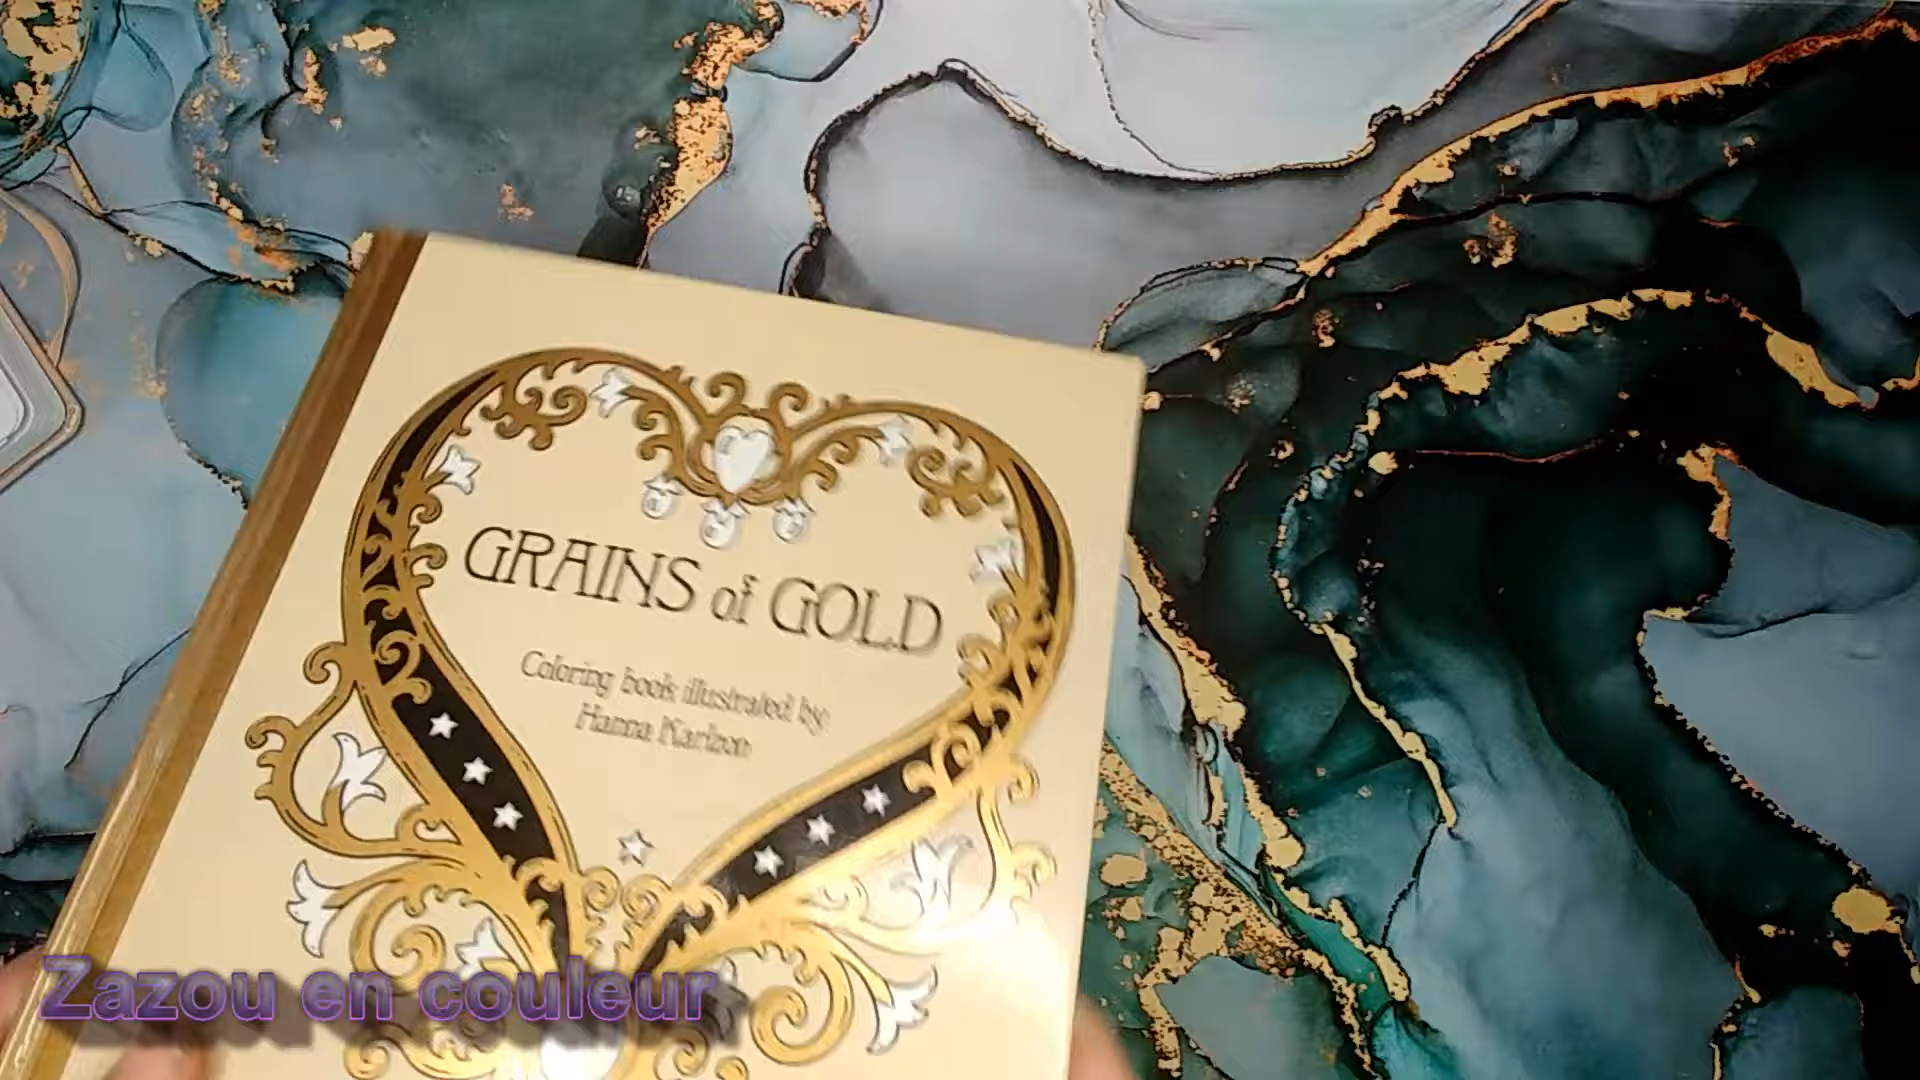 GRAINS of GOLD
Coloring book illustrated by
Hanna Karlzon
Zazou en couleur